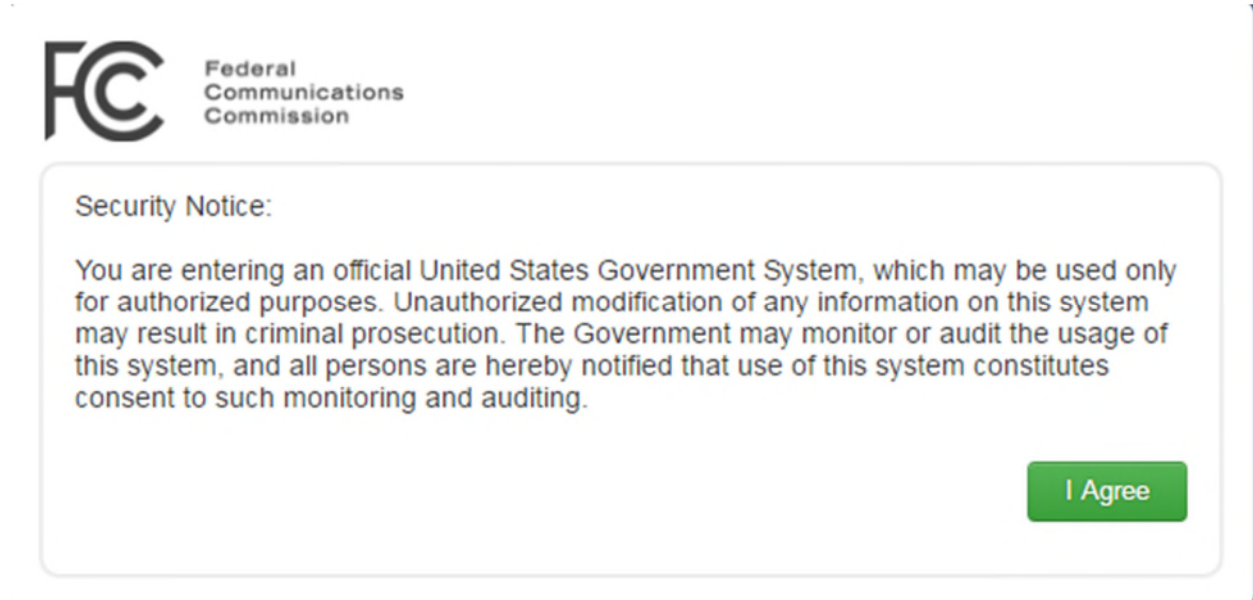 FCC
Federal
Communications
Commission
Security Notice:
You are entering an official United States Government System, which may be used only
for authorized purposes. Unauthorized modification of any information on this system
may result in criminal prosecution. The Government may monitor or audit the usage of
this system, and all persons are hereby notified that use of this system constitutes
consent to such monitoring and auditing.
I Agree